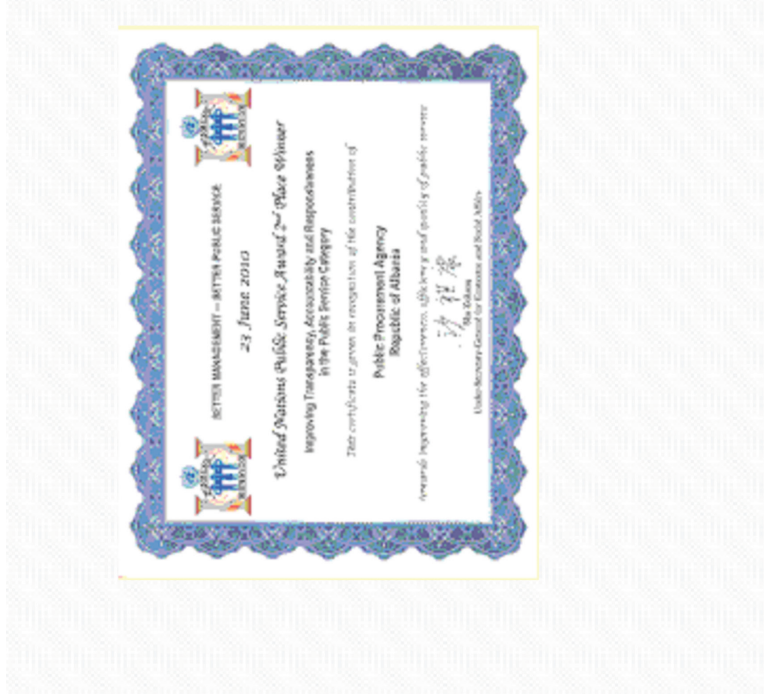 BETTER MANAGEMENT – BETTER PUBLIC SERVICE
23 June 2010
United Nations Public Service Award 2nd Place Winner
Improving Transparency, Accountability and Responsiveness
in the Public Service Category
This certificate is given in recognition of the contribution of
Public Procurement Agency
Republic of Albania
towards improving the effectiveness, efficiency and quality of public service
Sha Zukang
Under-Secretary-General for Economic and Social Affairs